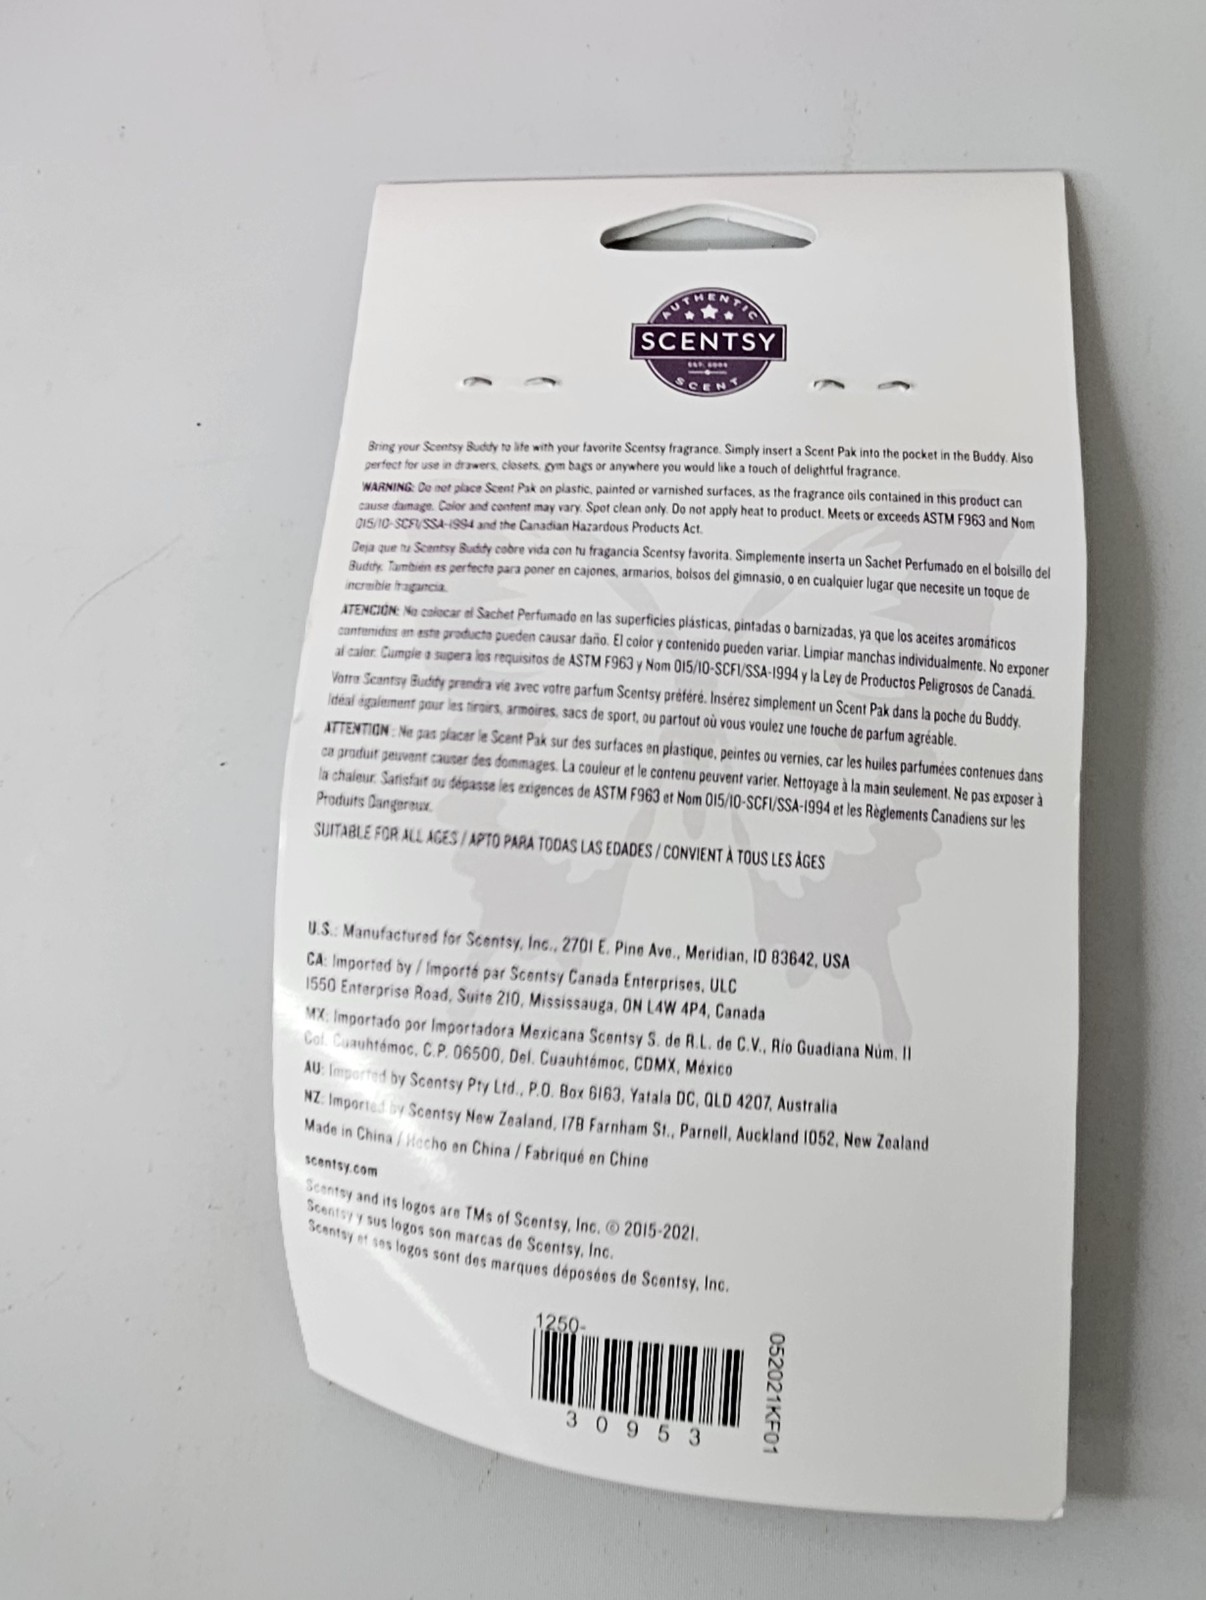 AUTHENTIC
SCENTSY
EST. 2004
SCENT
Bring your Scentsy Buddy to life with your favorite Scentsy fragrance. Simply insert a Scent Pak into the pocket in the Buddy. Also
perfect for use in drawers, closets, gym bags or anywhere you would like a touch of delightful fragrance.
WARNING: Do not place Scent Pak on plastic, painted or varnished surfaces, as the fragrance oils contained in this product can
cause damage. Color and content may vary. Spot clean only. Do not apply heat to product. Meets or exceeds ASTM F963 and Nom
015/10-SCFI/SSA-1994 and the Canadian Hazardous Products Act.
Deja que tu Scentsy Buddy cobre vida con tu fragancia Scentsy favorita. Simplemente inserta un Sachet Perfumado en el bolsillo del
Buddy. También es perfecto para poner en cajones, armarios, bolsos del gimnasio, o en cualquier lugar que necesite un toque de
increíble fragancia.
ATENCIÓN: No colocar el Sachet Perfumado en las superficies plásticas, pintadas o barnizadas, ya que los aceites aromáticos
contenidos en este producto pueden causar daño. El color y contenido pueden variar. Limpiar manchas individualmente. No exponer
al calor. Cumple o supera los requisitos de ASTM F963 y Nom 015/10-SCFI/SSA-1994 y la Ley de Productos Peligrosos de Canadá.
Votre Scentsy Buddy prendra vie avec votre parfum Scentsy préféré. Insérez simplement un Scent Pak dans la poche du Buddy.
Idéal également pour les tiroirs, armoires, sacs de sport, ou partout où vous voulez une touche de parfum agréable.
ATTENTION : Ne pas placer le Scent Pak sur des surfaces en plastique, peintes ou vernies, car les huiles parfumées contenues dans
ce produit peuvent causer des dommages. La couleur et le contenu peuvent varier. Nettoyage à la main seulement. Ne pas exposer à
la chaleur. Satisfait ou dépasse les exigences de ASTM F963 et Nom 015/10-SCFI/SSA-1994 et les Règlements Canadiens sur les
Produits Dangereux.
SUITABLE FOR ALL AGES / APTO PARA TODAS LAS EDADES / CONVIENT À TOUS LES ÂGES
U.S.: Manufactured for Scentsy, Inc., 2701 E. Pine Ave., Meridian, ID 83642, USA
CA: Imported by / Importé par Scentsy Canada Enterprises, ULC
1550 Enterprise Road, Suite 210, Mississauga, ON L4W 4P4, Canada
MX: Importado por Importadora Mexicana Scentsy S. de R.L. de C.V., Río Guadiana Núm. 11
Col. Cuauhtémoc, C.P. 06500, Del. Cuauhtémoc, CDMX, México
AU: Imported by Scentsy Pty Ltd., P.O. Box 6163, Yatala DC, QLD 4207, Australia
NZ: Imported by Scentsy New Zealand, 17B Farnham St., Parnell, Auckland 1052, New Zealand
Made in China / Hecho en China / Fabriqué en Chine
scentsy.com
Scentsy and its logos are TMs of Scentsy, Inc. © 2015-2021.
Scentsy y sus logos son marcas de Scentsy, Inc.
Scentsy et ses logos sont des marques déposées de Scentsy, Inc.
1250-
30953
052021KF01